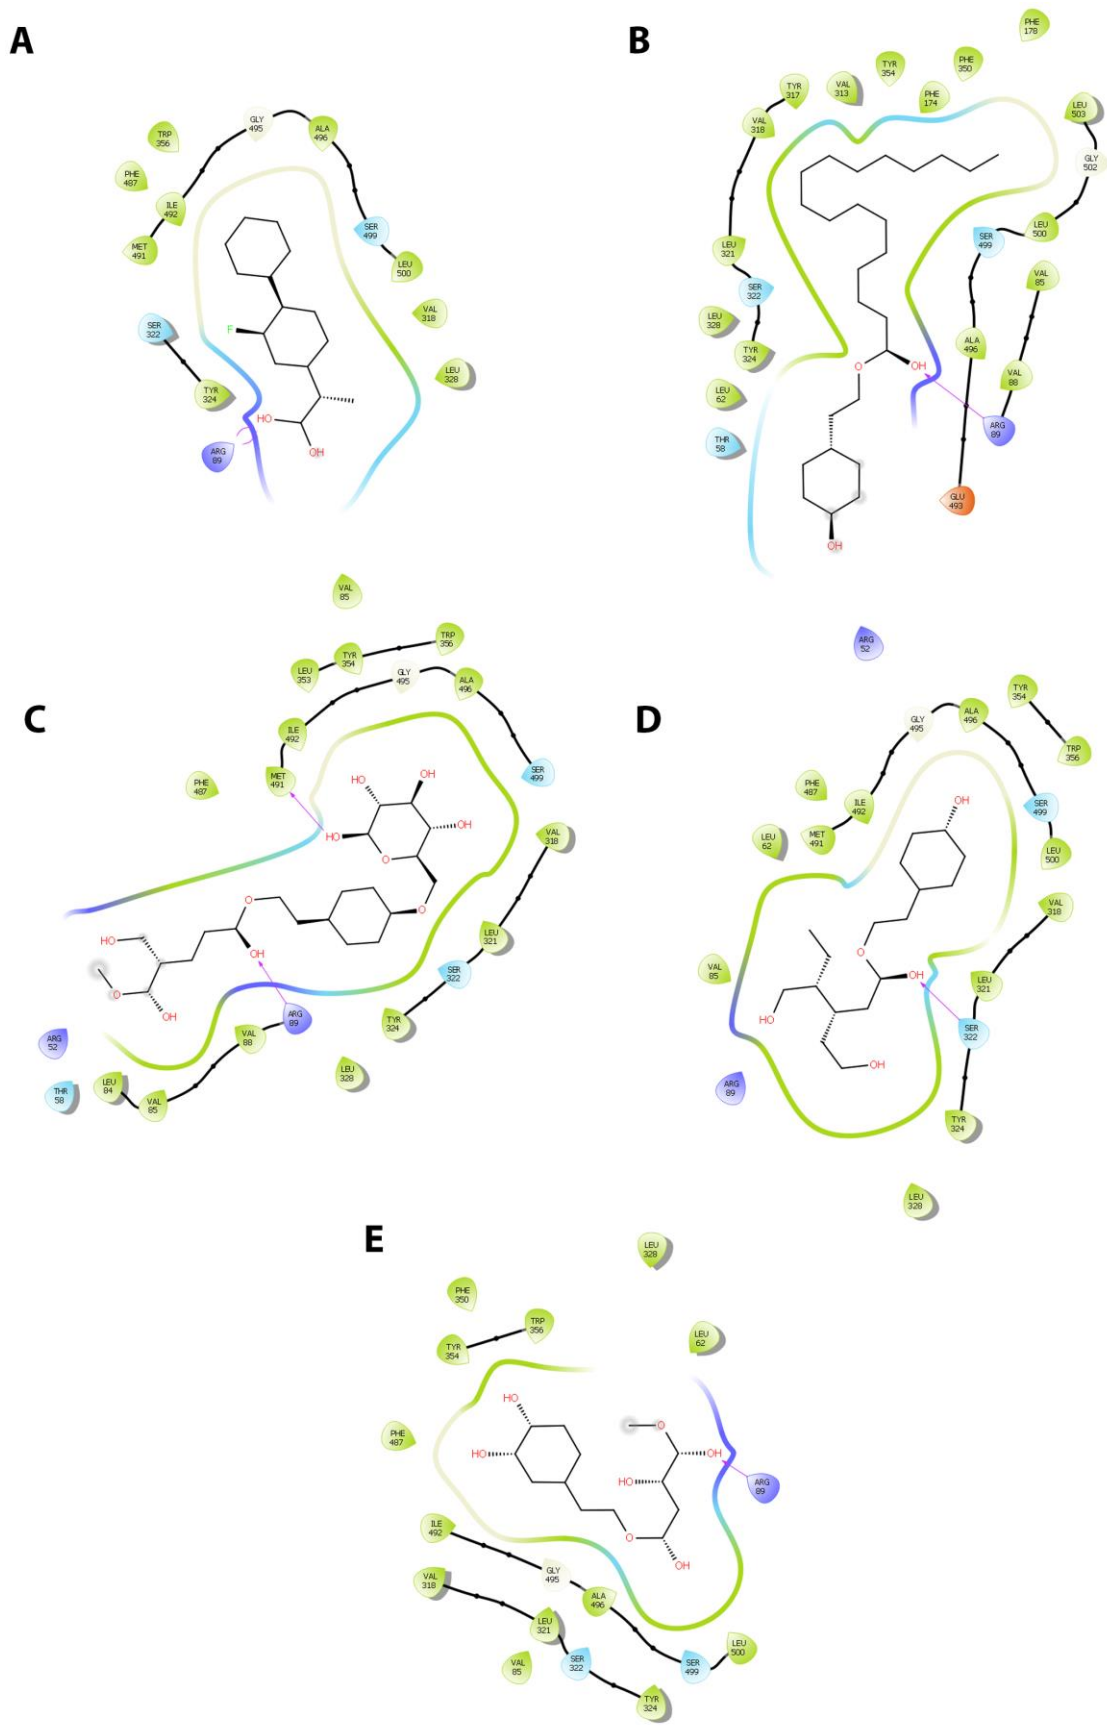 A
GLY
495
ALA
496
TRP
356
PHE
487
ILE
492
MET
491
SER
499
LEU
500
SER
322
VAL
318
LEU
328
TYR
324
ARG
89
F
HO
OH
B
PHE
178
TYR
354
PHE
350
TYR
317
VAL
313
PHE
174
VAL
318
LEU
503
GLY
502
LEU
321
SER
499
LEU
500
SER
322
VAL
85
LEU
328
TYR
324
ALA
496
VAL
88
LEU
62
THR
58
ARG
89
GLU
493
O
OH
OH
C
VAL
85
TRP
356
LEU
353
TYR
354
GLY
495
ALA
496
ILE
492
MET
491
PHE
487
SER
499
VAL
318
LEU
321
SER
322
TYR
324
ARG
89
VAL
88
LEU
328
ARG
52
THR
58
LEU
84
VAL
85
HO
OH
HO
OH
O
O
O
HO
OH
O
OH
D
ARG
52
TYR
354
GLY
495
ALA
496
TRP
356
PHE
487
ILE
492
SER
499
LEU
62
MET
491
LEU
500
VAL
318
VAL
85
LEU
321
SER
322
ARG
89
TYR
324
LEU
328
OH
O
OH
HO
OH
E
LEU
328
PHE
350
TRP
356
TYR
354
LEU
62
PHE
487
ARG
89
ILE
492
GLY
495
VAL
318
ALA
496
LEU
321
VAL
85
SER
322
SER
499
LEU
500
TYR
324
HO
HO
O
OH
HO
O
OH